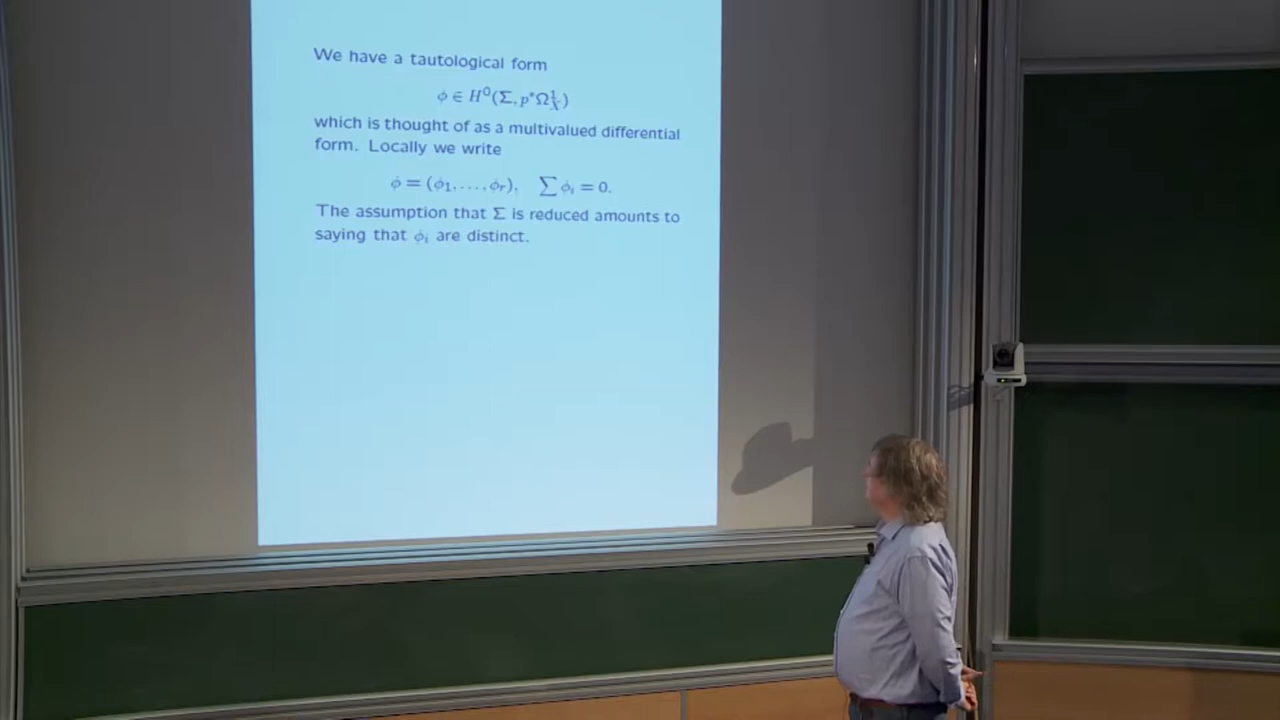 We have a tautological form
ϕ ∈ H⁰(Σ, p*Ω¹_X)
which is thought of as a multivalued differential
form. Locally we write
ϕ = (ϕ₁, . . . , ϕᵣ), ∑ ϕᵢ = 0.
The assumption that Σ is reduced amounts to
saying that ϕᵢ are distinct.